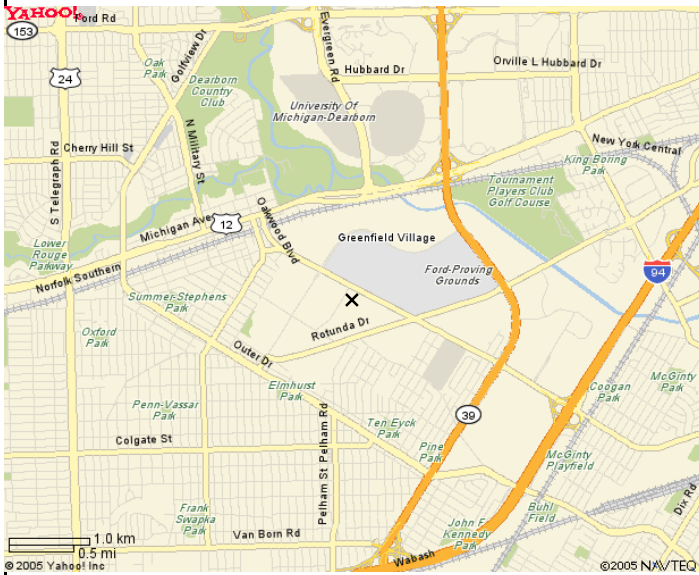 YAHOO!
Ford Rd
153
24
Oak
Park
Golfview Dr
Dearborn
Country
Club
Evergreen Rd
Hubbard Dr
Orville L Hubbard Dr
University Of
Michigan-Dearborn
New York Central
Cherry Hill St
N Military St
King Boring
Park
Tournament
Players Club
Golf Course
S Telegraph Rd
Michigan Ave
12
Oakwood Blvd
Greenfield Village
Lower
Rouge
Parkway
Norfolk Southern
Ford-Proving
Grounds
94
Summer-Stephens
Park
Rotunda Dr
Oxford
Park
Outer Dr
Elmhurst
Park
Coogan
Park
McGinty
Park
Penn-Vassar
Park
Pelham Rd
Ten Eyck
Park
39
Colgate St
Pine
Park
McGinty
Playfield
Pelham St
Frank
Swapka
Park
Buhl
Field
Dix Rd
John F
Kennedy
Park
Van Born Rd
Wabash
1.0 km
0.5 mi
©2005 Yahoo! Inc
©2005 NAVTEQ